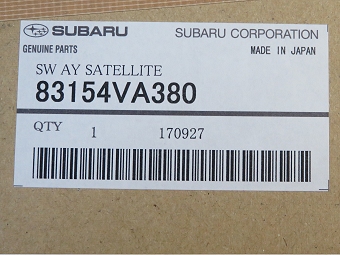 SUBARU SUBARU CORPORATION
GENUINE PARTS MADE IN JAPAN
SW AY SATELLITE
83154VA380
QTY 1 170927